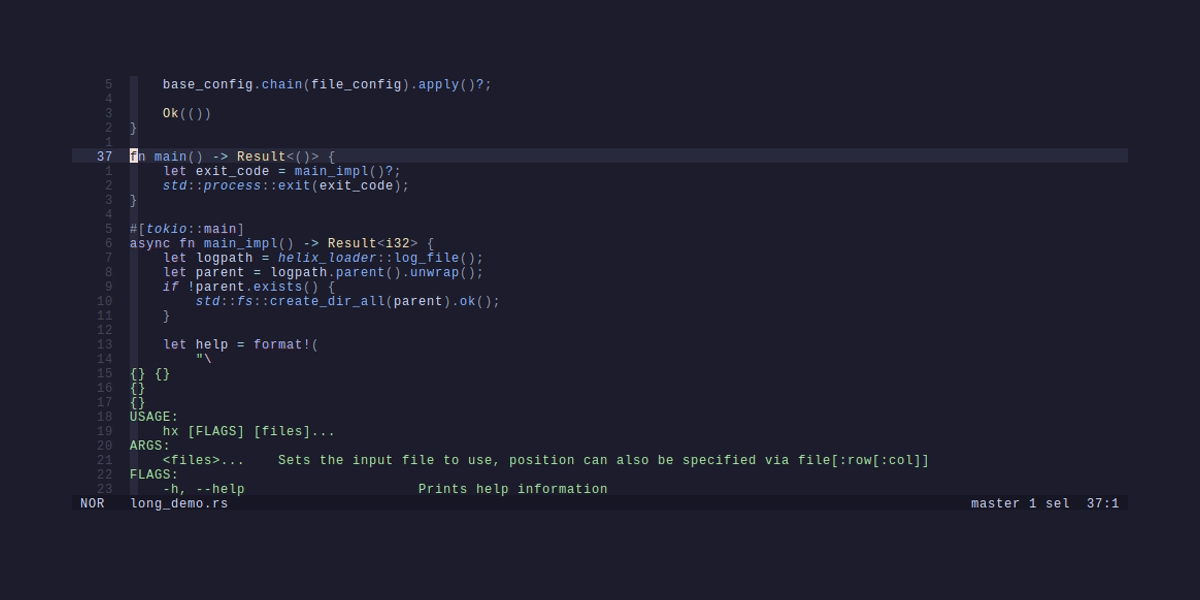 5      base_config.chain(file_config).apply()?;
4
3      Ok(())
2  }
1
37 fn main() -> Result<()> {
1      let exit_code = main_impl()?;
2      std::process::exit(exit_code);
3  }
4
5  #[tokio::main]
6  async fn main_impl() -> Result<i32> {
7      let logpath = helix_loader::log_file();
8      let parent = logpath.parent().unwrap();
9      if !parent.exists() {
10         std::fs::create_dir_all(parent).ok();
11     }
12
13     let help = format!(
14         "\
15 {} {}
16 {}
17 {}
18 USAGE:
19     hx [FLAGS] [files]...
20 ARGS:
21     <files>...    Sets the input file to use, position can also be specified via file[:row[:col]]
22 FLAGS:
23     -h, --help                     Prints help information
NOR   long_demo.rs   master 1 sel  37:1